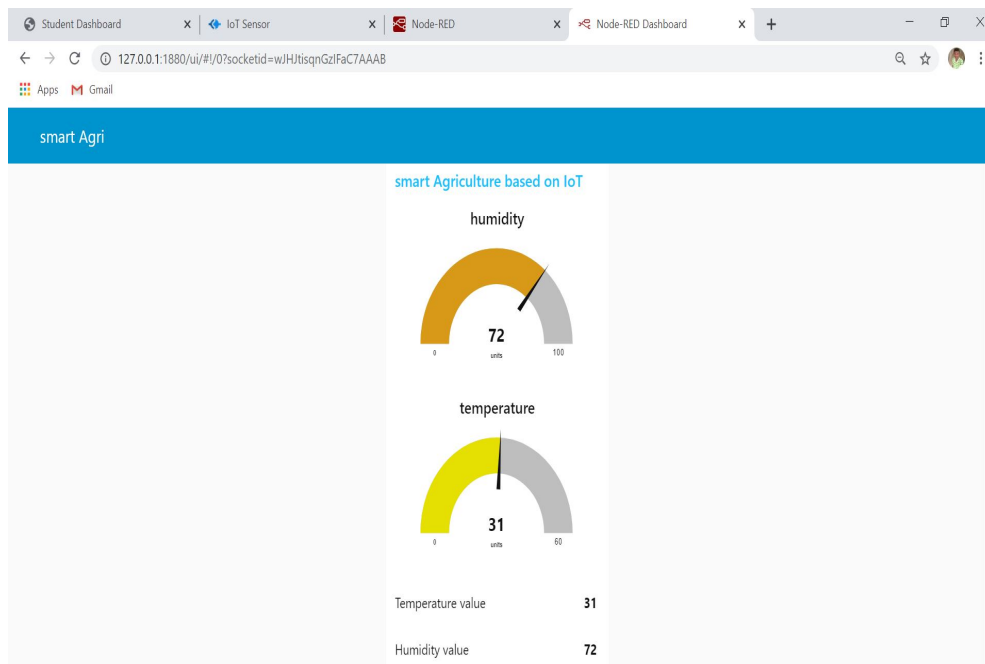 Student Dashboard x IoT Sensor x Node-RED x Node-RED Dashboard x +
127.0.0.1:1880/ui/#!/0?socketid=wJHJtisqnGzIFaC7AAAB
Apps M Gmail
smart Agri
smart Agriculture based on IoT
humidity
72
0 units 100
temperature
31
0 units 60
Temperature value 31
Humidity value 72